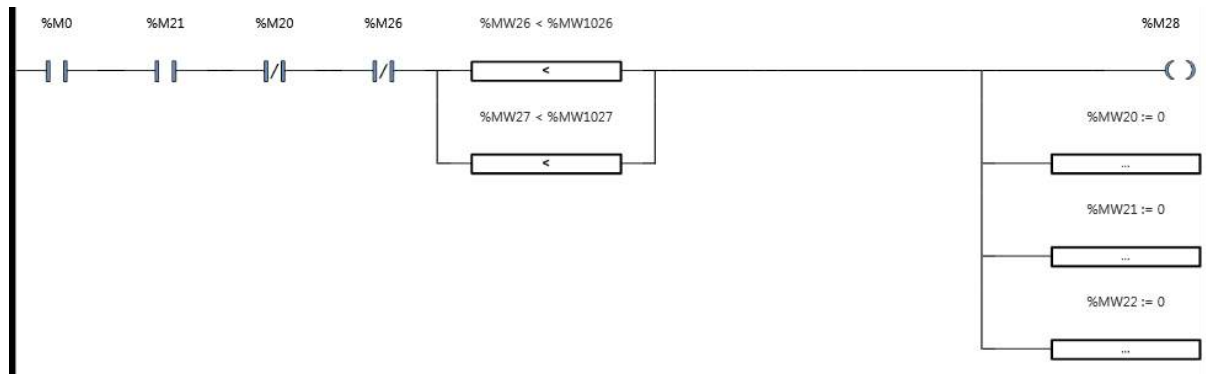 %M0 %M21 %M20 %M26 %MW26 < %MW1026 %M28
<
%MW27 < %MW1027 %MW20 := 0
< ...
%MW21 := 0
...
%MW22 := 0
...